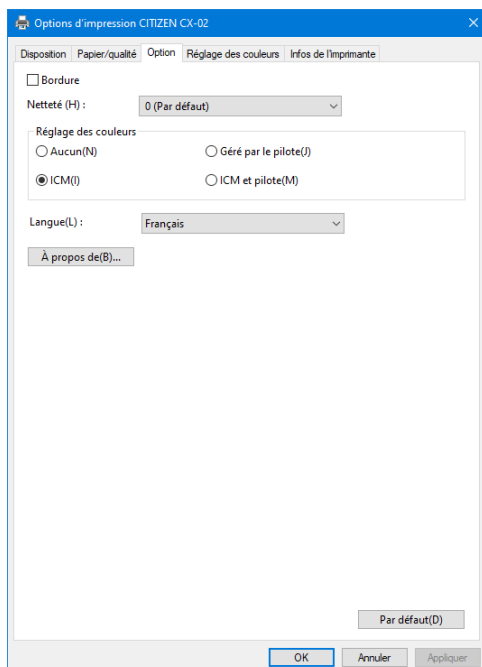 Options d'impression CITIZEN CX-02
Disposition Papier/qualité Option Réglage des couleurs Infos de l'imprimante
Bordure
Netteté (H) : 0 (Par défaut)
Réglage des couleurs
Aucun(N) Géré par le pilote(J)
ICM(I) ICM et pilote(M)
Langue(L) : Français
À propos de(B)...
Par défaut(D)
OK Annuler Appliquer